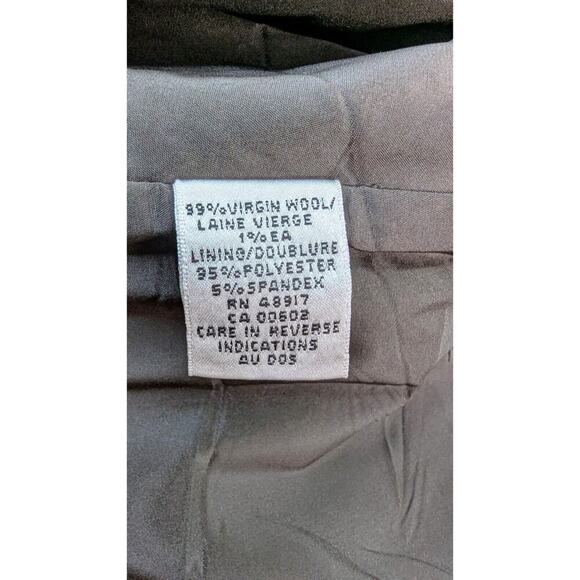 99%VIRGIN WOOL/
LAINE VIERGE
1%EA
LINING/DOUBLURE
95%POLYESTER
5%SPANDEX
RN 48917
CA 00602
CARE IN REVERSE
INDICATIONS
AU DOS